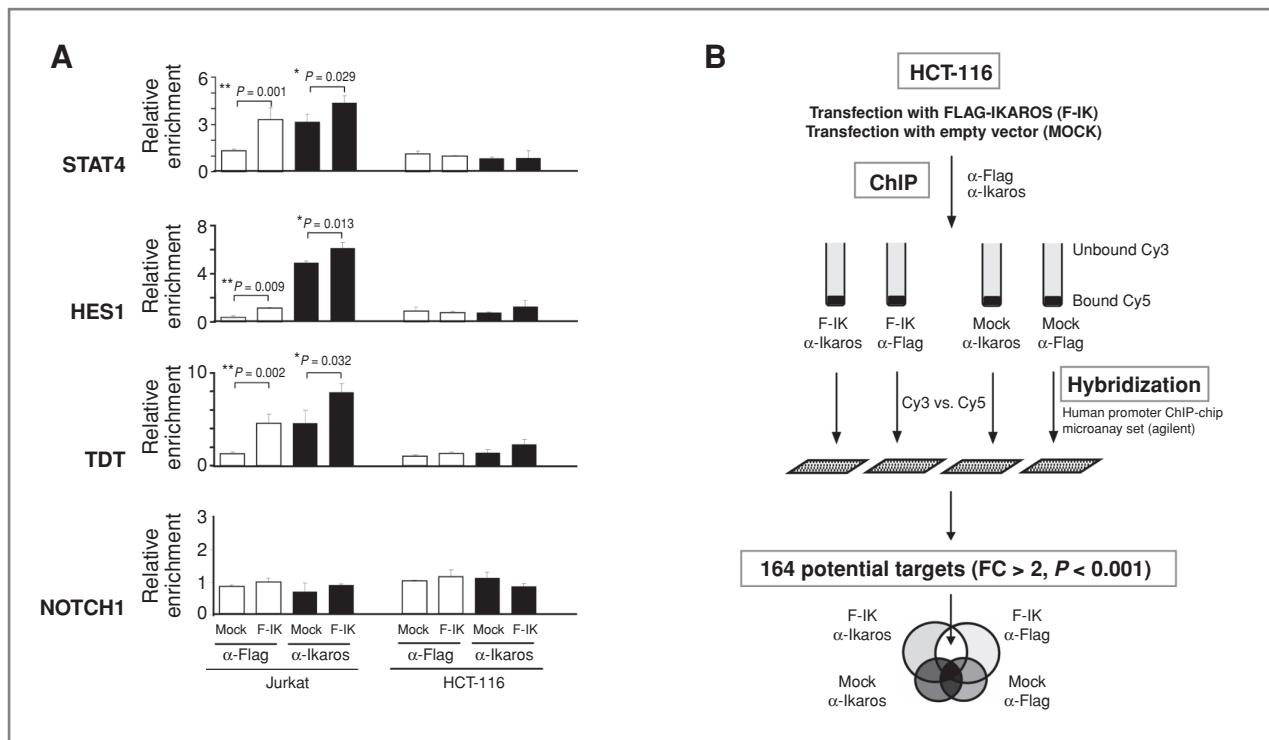 A
STAT4
Relative
enrichment
6
3
0
** P = 0.001
* P = 0.029
HES1
Relative
enrichment
8
4
0
** P = 0.009
* P = 0.013
TDT
Relative
enrichment
10
0
** P = 0.002
* P = 0.032
NOTCH1
Relative
enrichment
3
2
1
0
Mock F-IK Mock F-IK Mock F-IK Mock F-IK
α-Flag α-Ikaros α-Flag α-Ikaros
Jurkat HCT-116
B
HCT-116
Transfection with FLAG-IKAROS (F-IK)
Transfection with empty vector (MOCK)
ChIP
α-Flag
α-Ikaros
Unbound Cy3
Bound Cy5
F-IK
α-Ikaros
F-IK
α-Flag
Mock
α-Ikaros
Mock
α-Flag
Cy3 vs. Cy5
Hybridization
Human promoter ChIP-chip
microanay set (agilent)
164 potential targets (FC > 2, P < 0.001)
F-IK
α-Ikaros
F-IK
α-Flag
Mock
α-Ikaros
Mock
α-Flag